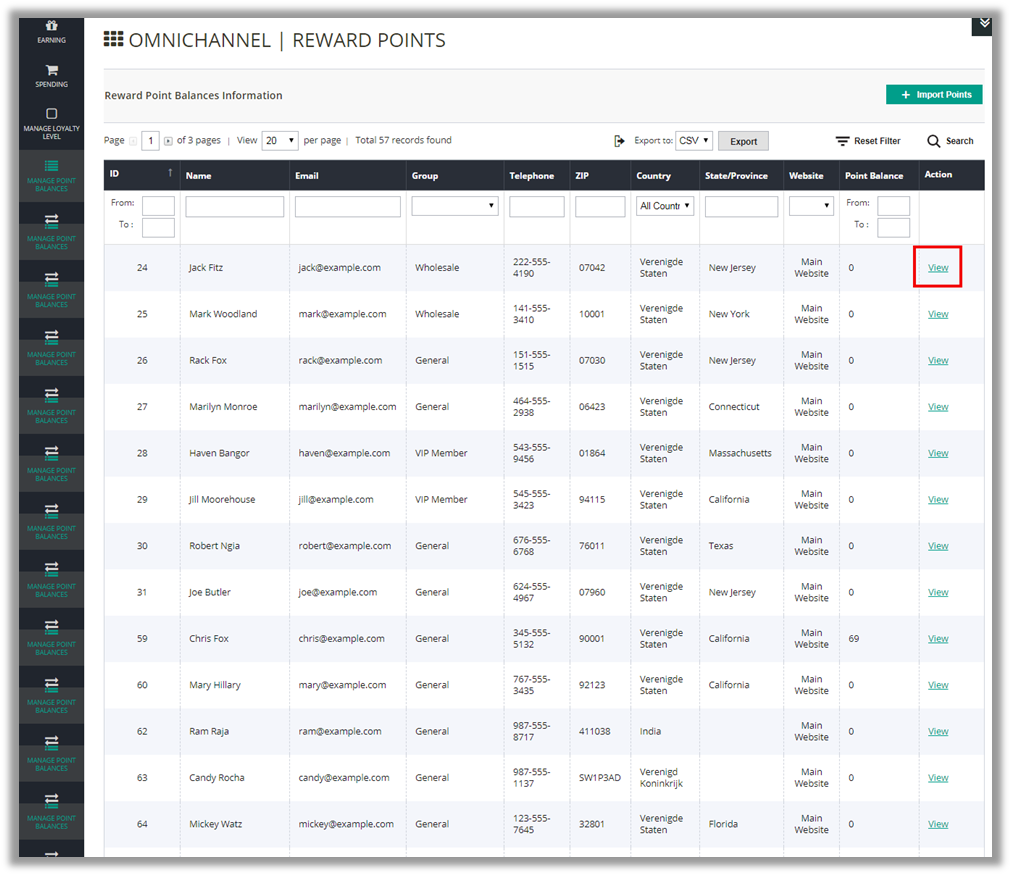 EARNING
SPENDING
MANAGE LOYALTY
LEVEL
MANAGE POINT
BALANCES
MANAGE POINT
BALANCES
MANAGE POINT
BALANCES
MANAGE POINT
BALANCES
MANAGE POINT
BALANCES
MANAGE POINT
BALANCES
MANAGE POINT
BALANCES
MANAGE POINT
BALANCES
MANAGE POINT
BALANCES
MANAGE POINT
BALANCES
MANAGE POINT
BALANCES
MANAGE POINT
BALANCES
OMNICHANNEL | REWARD POINTS
Reward Point Balances Information
+ Import Points
Page 1 of 3 pages | View 20 per page | Total 57 records found Export to: CSV Export Reset Filter Search
ID Name Email Group Telephone ZIP Country State/Province Website Point Balance Action
From: All Countr From:
To : To :
24 Jack Fitz jack@example.com Wholesale 222-555-4190 07042 Verenigde Staten New Jersey Main Website 0 View
25 Mark Woodland mark@example.com Wholesale 141-555-3410 10001 Verenigde Staten New York Main Website 0 View
26 Rack Fox rack@example.com General 151-555-1515 07030 Verenigde Staten New Jersey Main Website 0 View
27 Marilyn Monroe marilyn@example.com General 464-555-2938 06423 Verenigde Staten Connecticut Main Website 0 View
28 Haven Bangor haven@example.com VIP Member 543-555-9456 01864 Verenigde Staten Massachusetts Main Website 0 View
29 Jill Moorehouse jill@example.com VIP Member 545-555-3423 94115 Verenigde Staten California Main Website 0 View
30 Robert Ngia robert@example.com General 676-555-6768 76011 Verenigde Staten Texas Main Website 0 View
31 Joe Butler joe@example.com General 624-555-4967 07960 Verenigde Staten New Jersey Main Website 0 View
59 Chris Fox chris@example.com General 345-555-5132 90001 Verenigde Staten California Main Website 69 View
60 Mary Hillary mary@example.com General 767-555-3435 92123 Verenigde Staten California Main Website 0 View
62 Ram Raja ram@example.com General 987-555-8717 411038 India Main Website 0 View
63 Candy Rocha candy@example.com General 987-555-1137 SW1P3AD Verenigd Koninkrijk Main Website 0 View
64 Mickey Watz mickey@example.com General 123-555-7645 32801 Verenigde Staten Florida Main Website 0 View